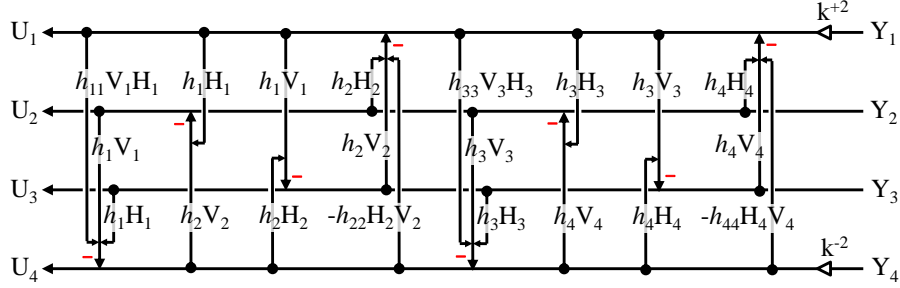 U₁ k⁺² Y₁
h₁H₁ h₁V₁ h₂H₂ h₃H₃ h₃V₃ h₄H₄
h₁₁V₁H₁ h₃₃V₃H₃
U₂ Y₂
h₁V₁ h₂V₂ h₃V₃ h₄V₄
U₃ Y₃
h₁H₁ h₂V₂ h₂H₂ -h₂₂H₂V₂ h₃H₃ h₄V₄ h₄H₄ -h₄₄H₄V₄
U₄ k⁻² Y₄